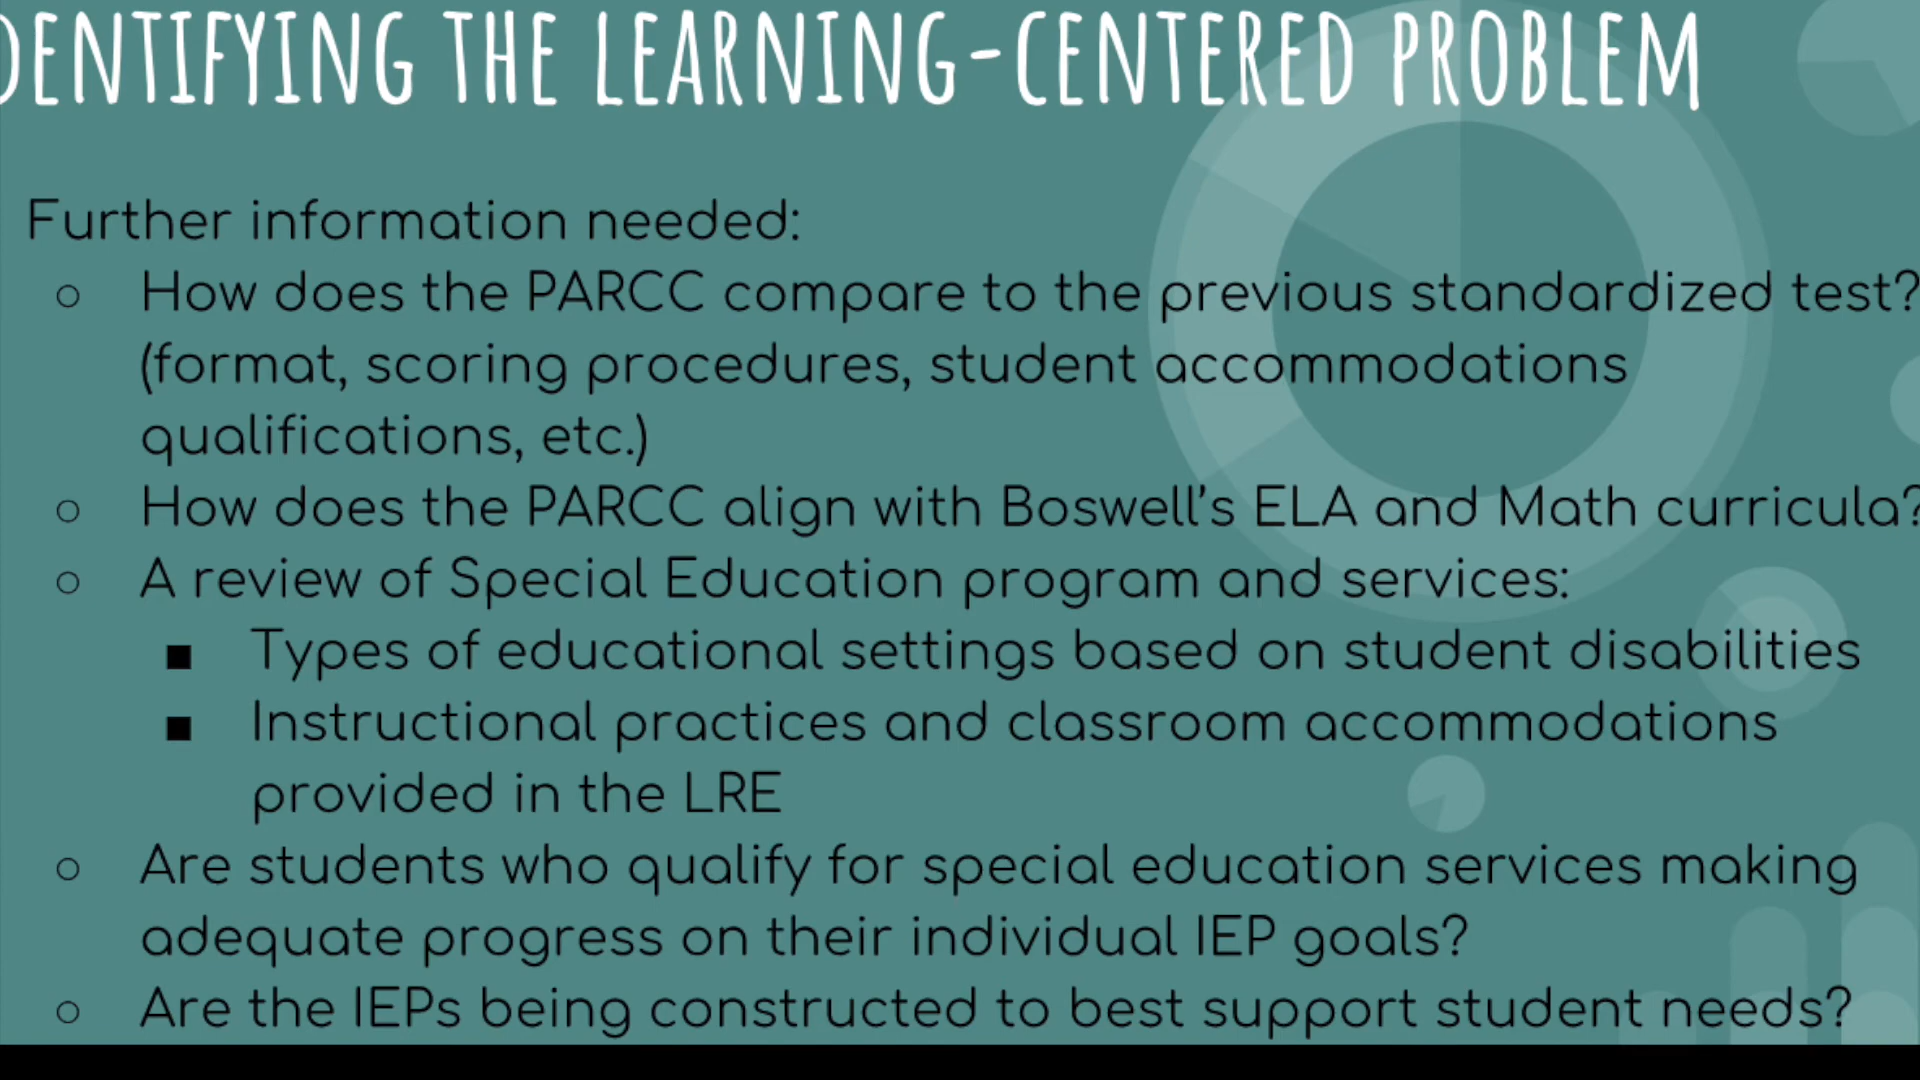 DENTIFYING THE LEARNING-CENTERED PROBLEM
Further information needed:
○ How does the PARCC compare to the previous standardized test?
(format, scoring procedures, student accommodations
qualifications, etc.)
○ How does the PARCC align with Boswell's ELA and Math curricula?
○ A review of Special Education program and services:
■ Types of educational settings based on student disabilities
■ Instructional practices and classroom accommodations
provided in the LRE
○ Are students who qualify for special education services making
adequate progress on their individual IEP goals?
○ Are the IEPs being constructed to best support student needs?